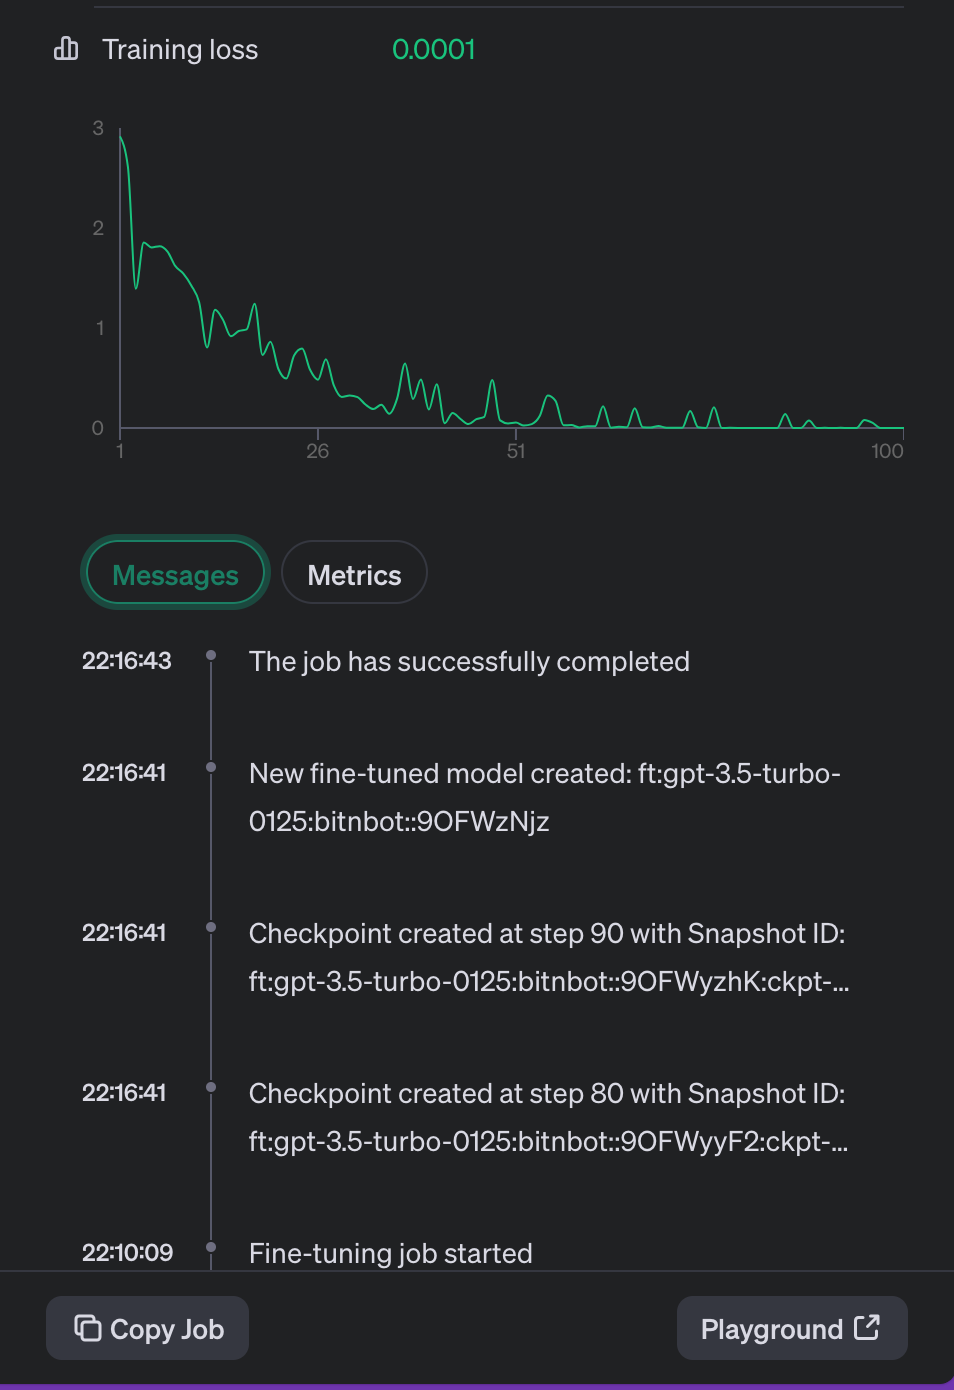 Training loss 0.0001
3
2
1
0
1 26 51 100
Messages Metrics
22:16:43 The job has successfully completed
22:16:41 New fine-tuned model created: ft:gpt-3.5-turbo-
0125:bitnbot::9OFWzNjz
22:16:41 Checkpoint created at step 90 with Snapshot ID:
ft:gpt-3.5-turbo-0125:bitnbot::9OFWyzhK:ckpt-...
22:16:41 Checkpoint created at step 80 with Snapshot ID:
ft:gpt-3.5-turbo-0125:bitnbot::9OFWyyF2:ckpt-...
22:10:09 Fine-tuning job started
Copy Job Playground